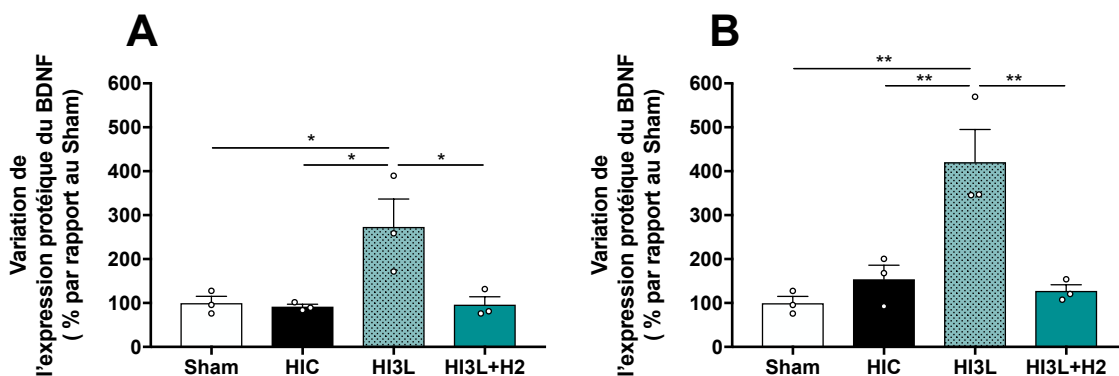 A
Variation de
l'expression protéique du BDNF
( % par rapport au Sham)
600
500
400
300
200
100
0
*
*
*
Sham
HIC
HI3L
HI3L+H2
B
Variation de
l'expression protéique du BDNF
( % par rapport au Sham)
600
500
400
300
200
100
0
**
**
**
Sham
HIC
HI3L
HI3L+H2